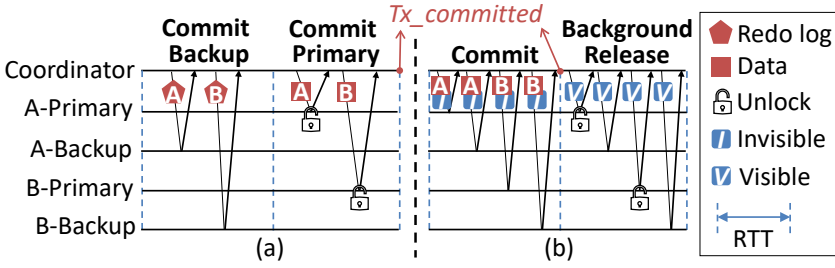 Tx_committed
Commit Backup
Commit Primary
Commit
Background Release
Coordinator
A-Primary
A-Backup
B-Primary
B-Backup
A B A B
A A B B
I I I I
V V V V
(a)
(b)
Redo log
Data
Unlock
I Invisible
V Visible
RTT